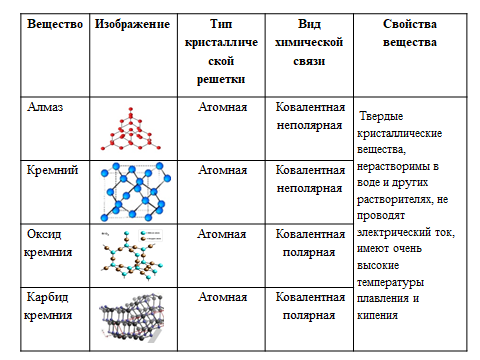 Вещество
Изображение
Тип
кристалличе
ской
решетки
Вид
химической
связи
Свойства
вещества
Алмаз
Атомная
Ковалентная
неполярная
Твердые
кристаллические
вещества,
нерастворимы в
воде и других
растворителях, не
проводят
электрический ток,
имеют очень
высокие
температуры
плавления и
кипения
Кремний
Атомная
Ковалентная
неполярная
Оксид
кремния
Атомная
Ковалентная
полярная
Карбид
кремния
Атомная
Ковалентная
полярная